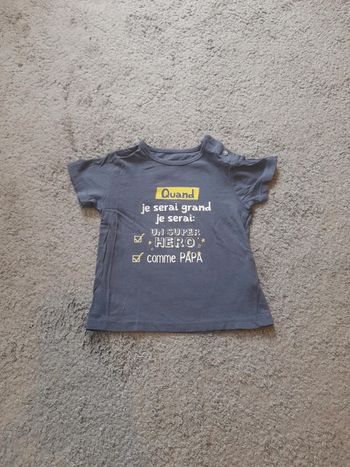 Quand
je serai grand
je serai:
UN SUPER
HERO
comme PAPA